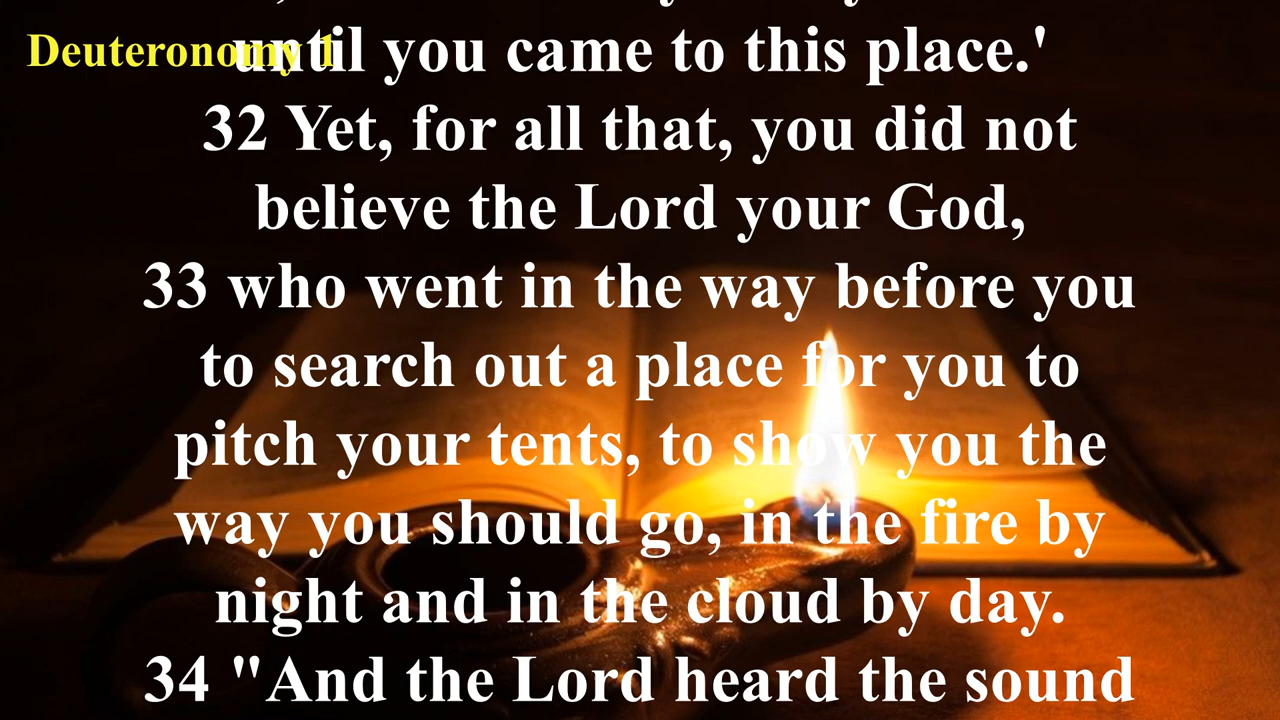 Deuteronomy 1
until you came to this place.'
32 Yet, for all that, you did not
believe the Lord your God,
33 who went in the way before you
to search out a place for you to
pitch your tents, to show you the
way you should go, in the fire by
night and in the cloud by day.
34 "And the Lord heard the sound